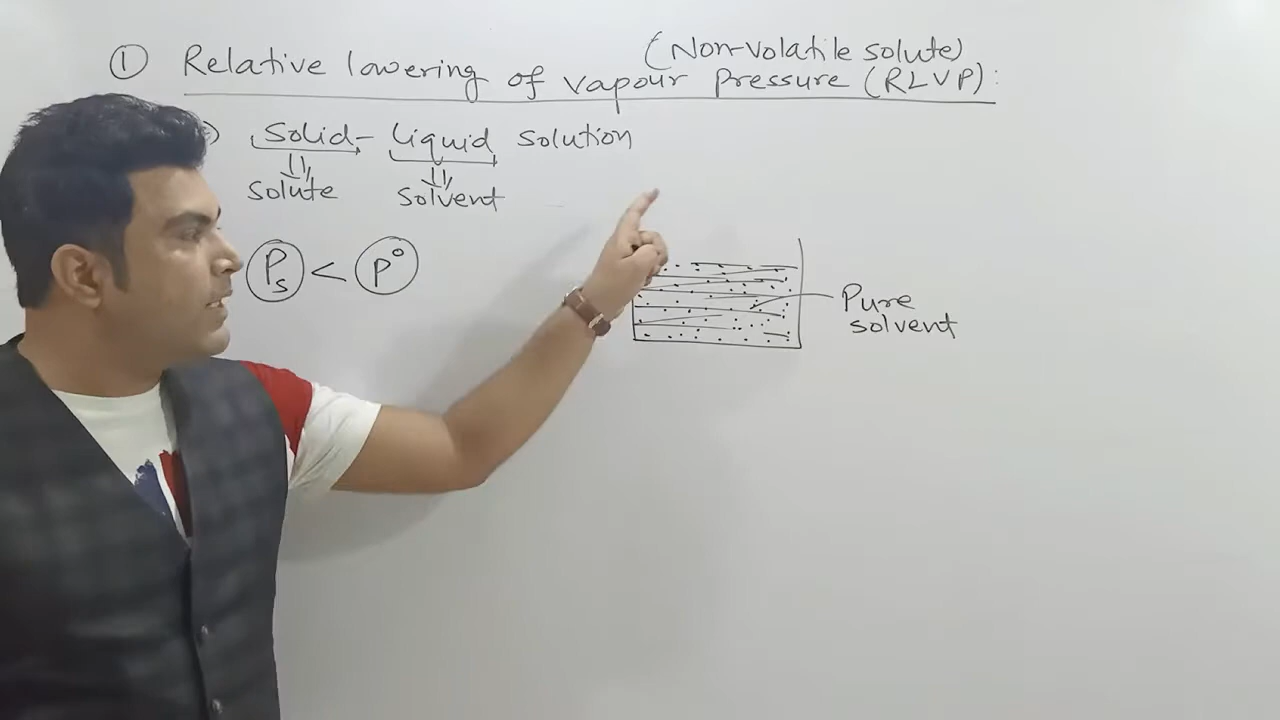 (Non-volatile solute)
① Relative lowering of vapour pressure (RLVP):
Solid- Liquid solution
solute solvent
Ps < P°
Pure
solvent